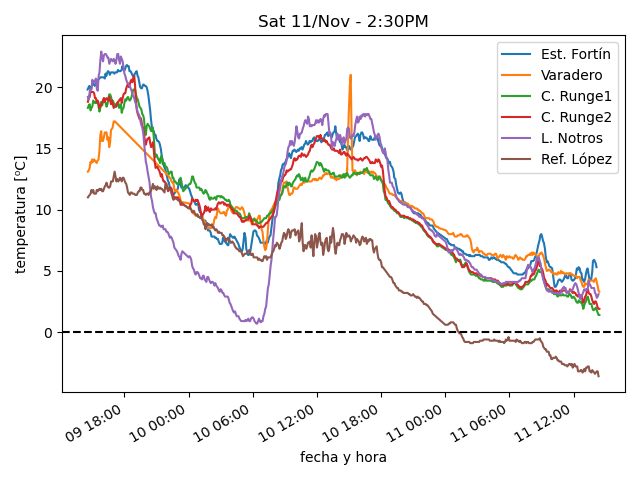 Sat 11/Nov - 2:30PM
Est. Fortín
Varadero
C. Runge1
C. Runge2
L. Notros
Ref. López
temperatura [ºC]
20
15
10
5
0
09 18:00
10 00:00
10 06:00
10 12:00
10 18:00
11 00:00
11 06:00
11 12:00
fecha y hora